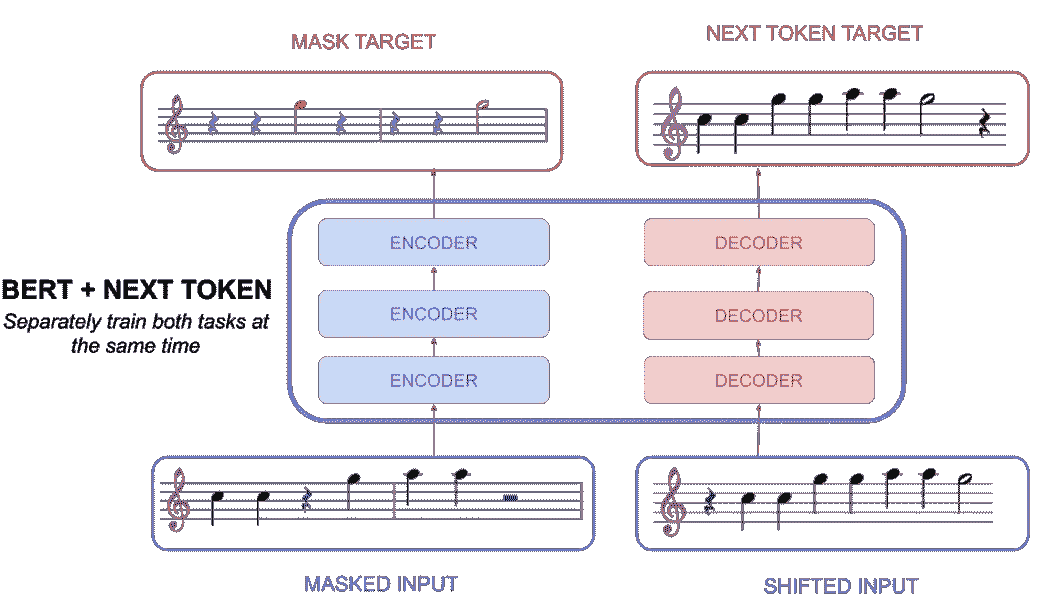 MASK TARGET
NEXT TOKEN TARGET
ENCODER
DECODER
BERT + NEXT TOKEN
Separately train both tasks at
the same time
ENCODER
DECODER
ENCODER
DECODER
MASKED INPUT
SHIFTED INPUT